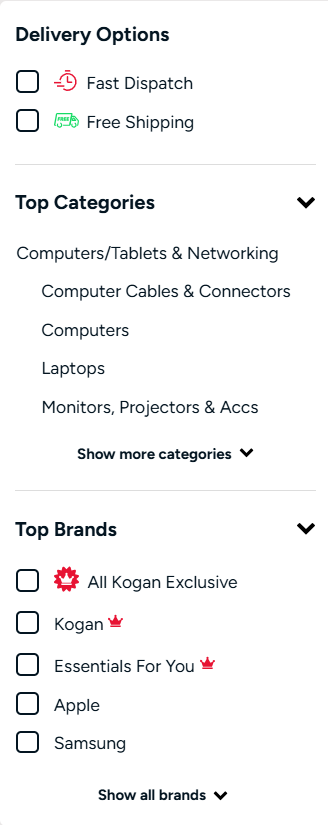 Delivery Options
Fast Dispatch
FREE
Free Shipping
Top Categories
Computers/Tablets & Networking
Computer Cables & Connectors
Computers
Laptops
Monitors, Projectors & Accs
Show more categories
Top Brands
All Kogan Exclusive
Kogan
Essentials For You
Apple
Samsung
Show all brands